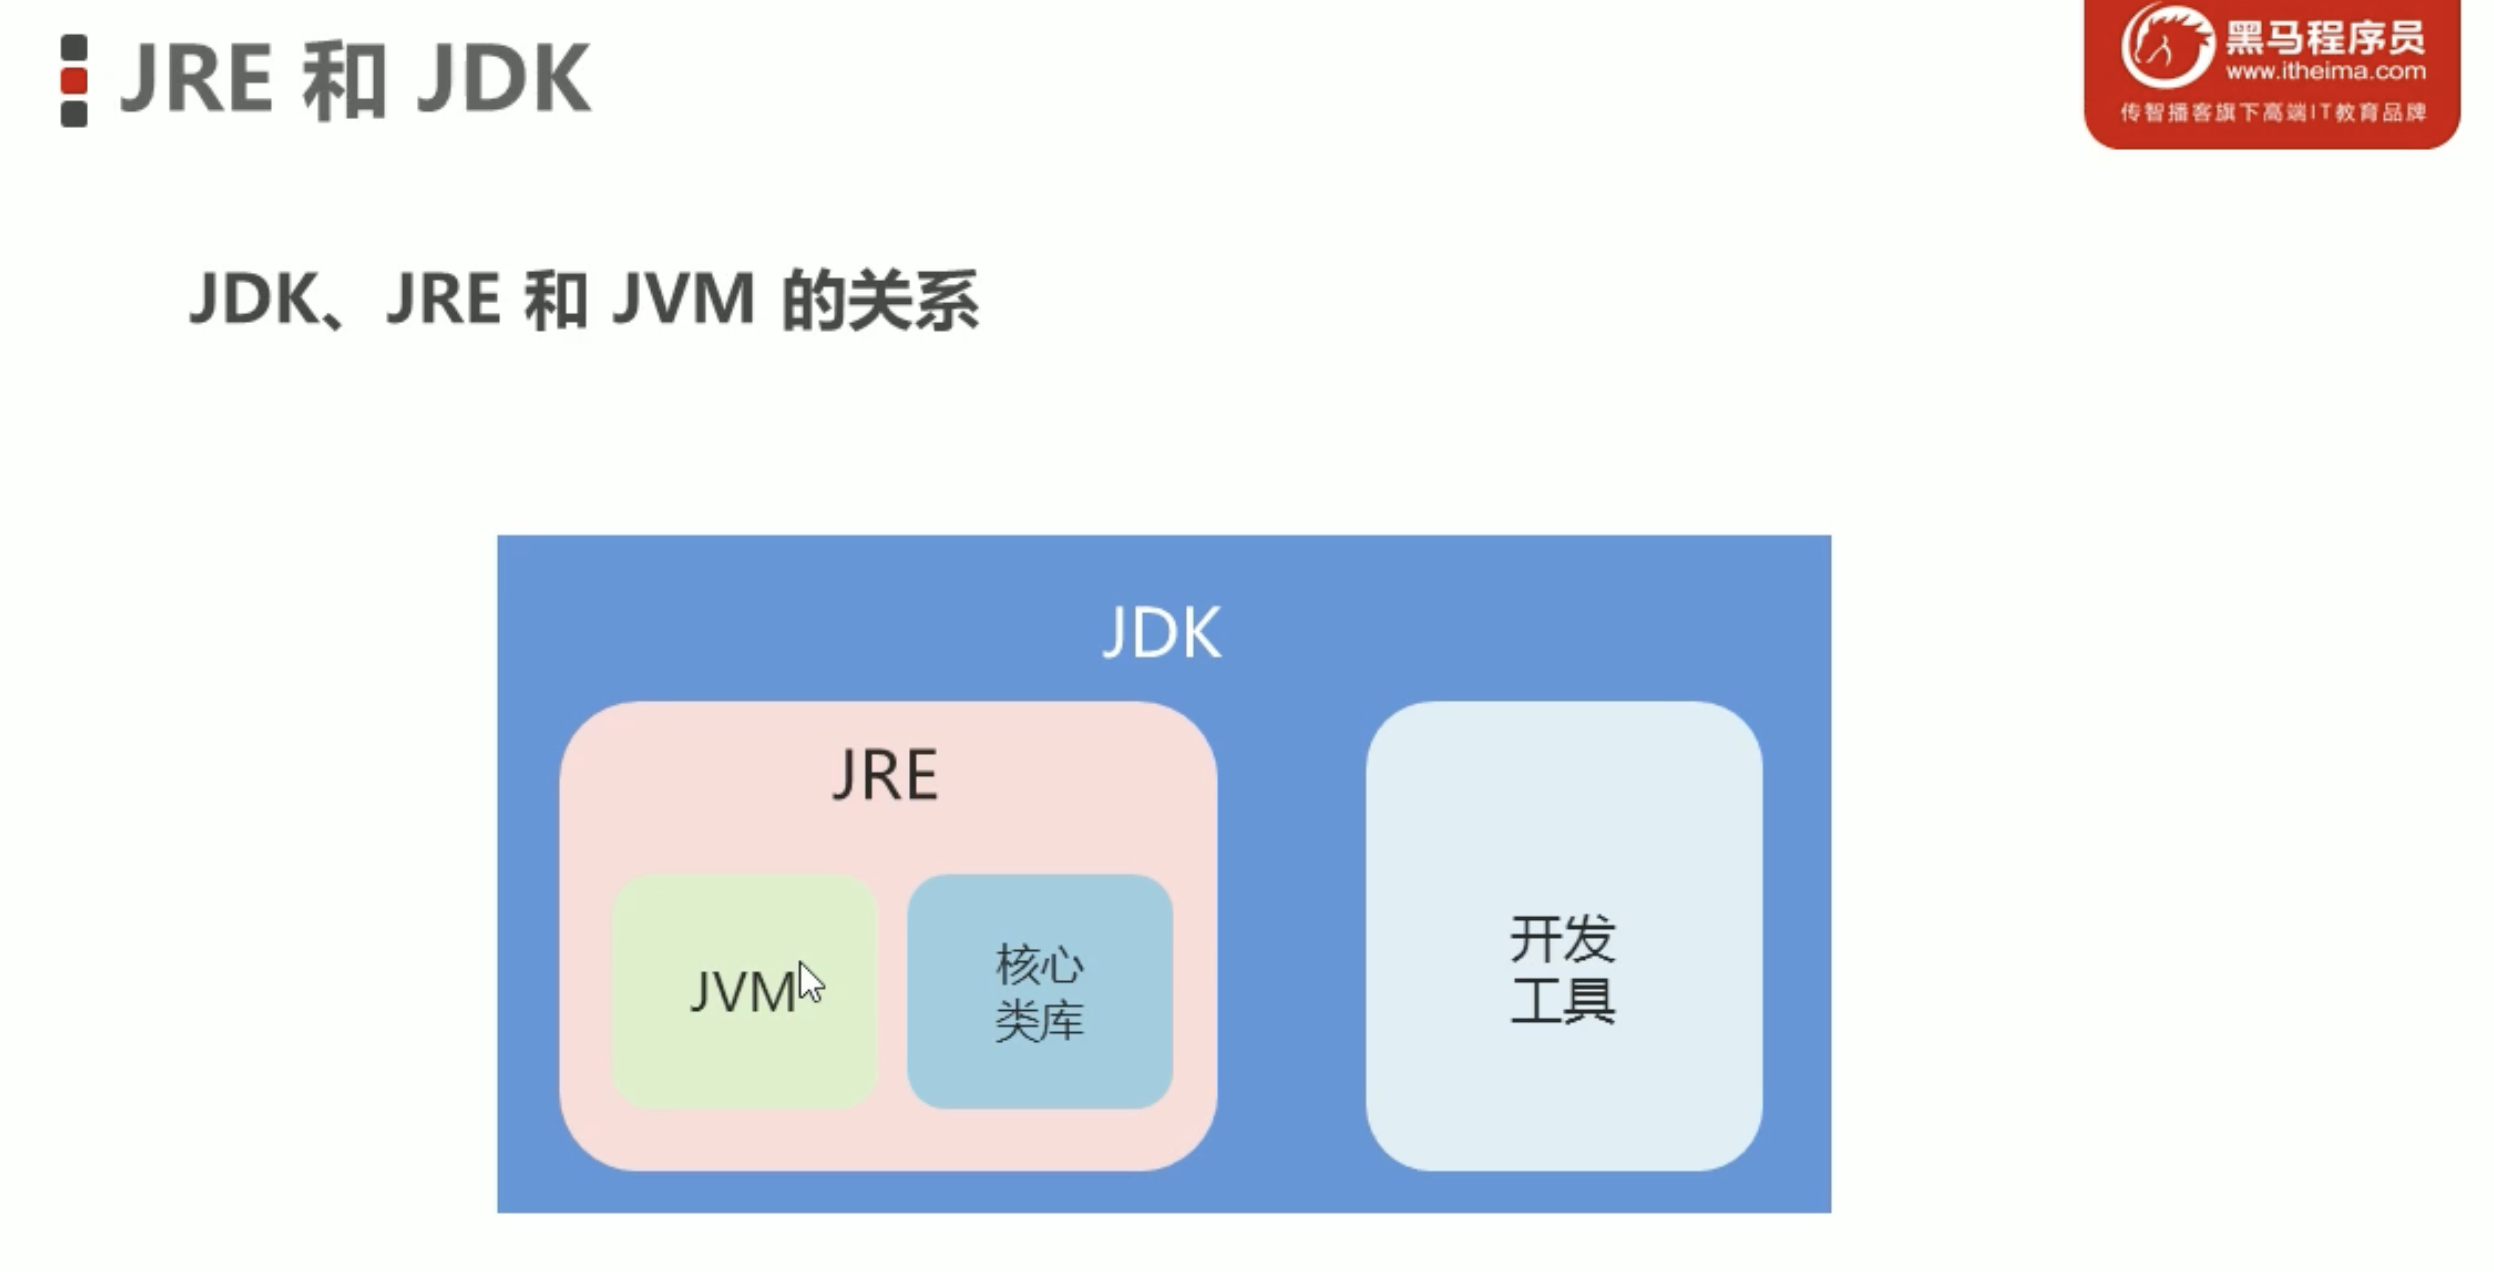 JRE 和 JDK
黑马程序员
www.itheima.com
传智播客旗下高端IT教育品牌
JDK、JRE 和 JVM 的关系
JDK
JRE
JVM
核心
类库
开发
工具